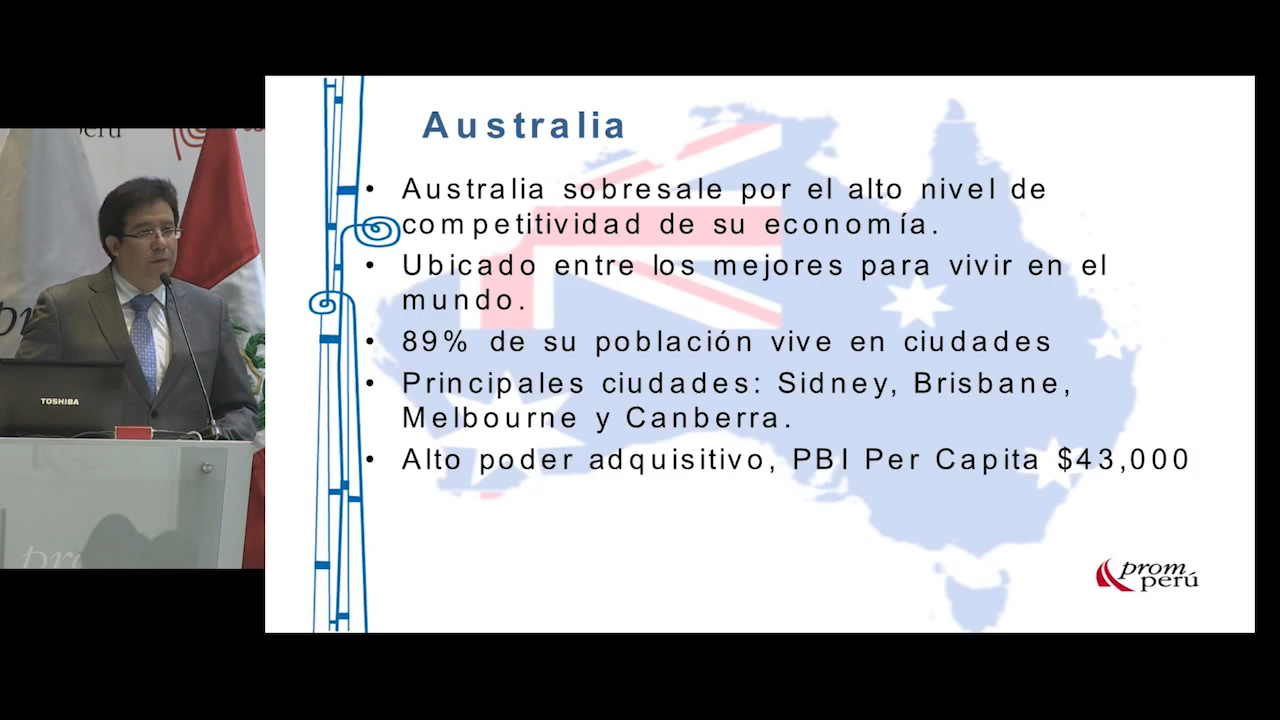 Australia
• Australia sobresale por el alto nivel de
competitividad de su economía.
• Ubicado entre los mejores para vivir en el
mundo.
• 89% de su población vive en ciudades
• Principales ciudades: Sidney, Brisbane,
Melbourne y Canberra.
• Alto poder adquisitivo, PBI Per Capita $43,000
prom
perú
TOSHIBA